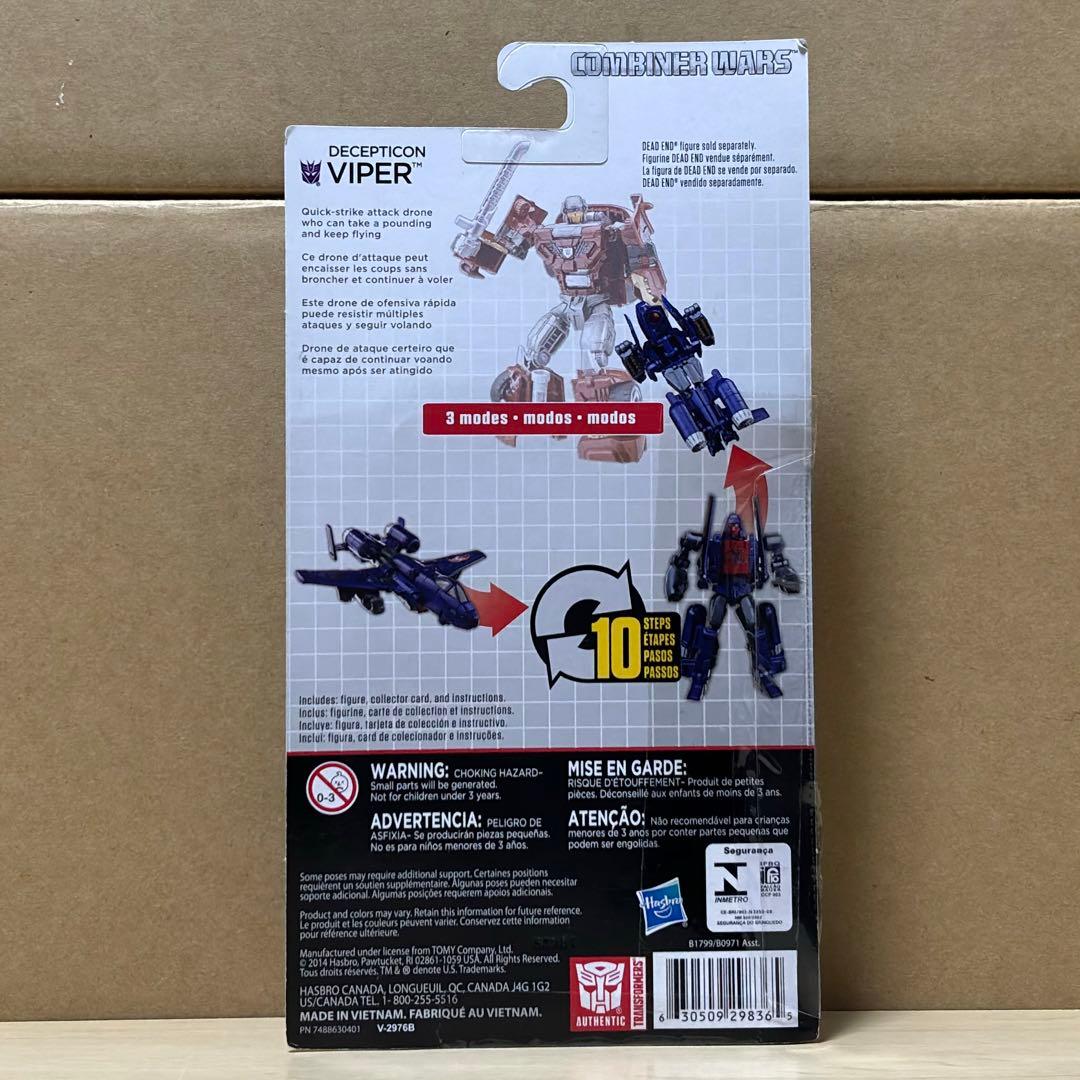 COMBINER WARS™
DECEPTICON
VIPER™
Quick-strike attack drone
who can take a pounding
and keep flying
Ce drone d'attaque peut
encaisser les coups sans
broncher et continuer à voler
Este drone de ofensiva rápida
puede resistir múltiples
ataques y seguir volando
Drone de ataque certeiro que
é capaz de continuar voando
mesmo após ser atingido
DEAD END® figure sold separately.
Figurine DEAD END vendue séparément.
La figura de DEAD END se vende por separado.
DEAD END® vendido separadamente.
3 modes • modos • modos
10
STEPS
ÉTAPES
PASOS
PASSOS
Includes: figure, collector card, and instructions.
Inclus: figurine, carte de collection et instructions.
Incluye: figura, tarjeta de colección e instructivo.
Inclui: figura, card de colecionador e instruções.
0-3
WARNING: CHOKING HAZARD–
Small parts will be generated.
Not for children under 3 years.
MISE EN GARDE:
RISQUE D'ÉTOUFFEMENT– Produit de petites
pièces. Déconseillé aux enfants de moins de 3 ans.
ADVERTENCIA: PELIGRO DE
ASFIXIA– Se producirán piezas pequeñas.
No es para niños menores de 3 años.
ATENÇÃO: Não recomendável para crianças
menores de 3 anos por conter partes pequenas que
podem ser engolidas.
Some poses may require additional support. Certaines positions
requièrent un soutien supplémentaire. Algunas poses pueden necesitar
soporte adicional. Algumas posições requerem apoios adicionais.
Product and colors may vary. Retain this information for future reference.
Le produit et les couleurs peuvent varier. Conservez cette information
pour référence ultérieure.
Manufactured under license from TOMY Company, Ltd.
© 2014 Hasbro, Pawtucket, RI 02861-1059 USA. All Rights Reserved.
Tous droits réservés. TM & ® denote U.S. Trademarks.
HASBRO CANADA, LONGUEUIL, QC, CANADA J4G 1G2
US/CANADA TEL. 1- 800-255-5516
MADE IN VIETNAM. FABRIQUÉ AU VIETNAM.
PN 7488630401 V-2976B
Hasbro
Segurança
INMETRO
SEGURANÇA DO BRINQUEDO
B1799/B0971 Asst.
AUTHENTIC
TRANSFORMERS
6 30509 29836 5